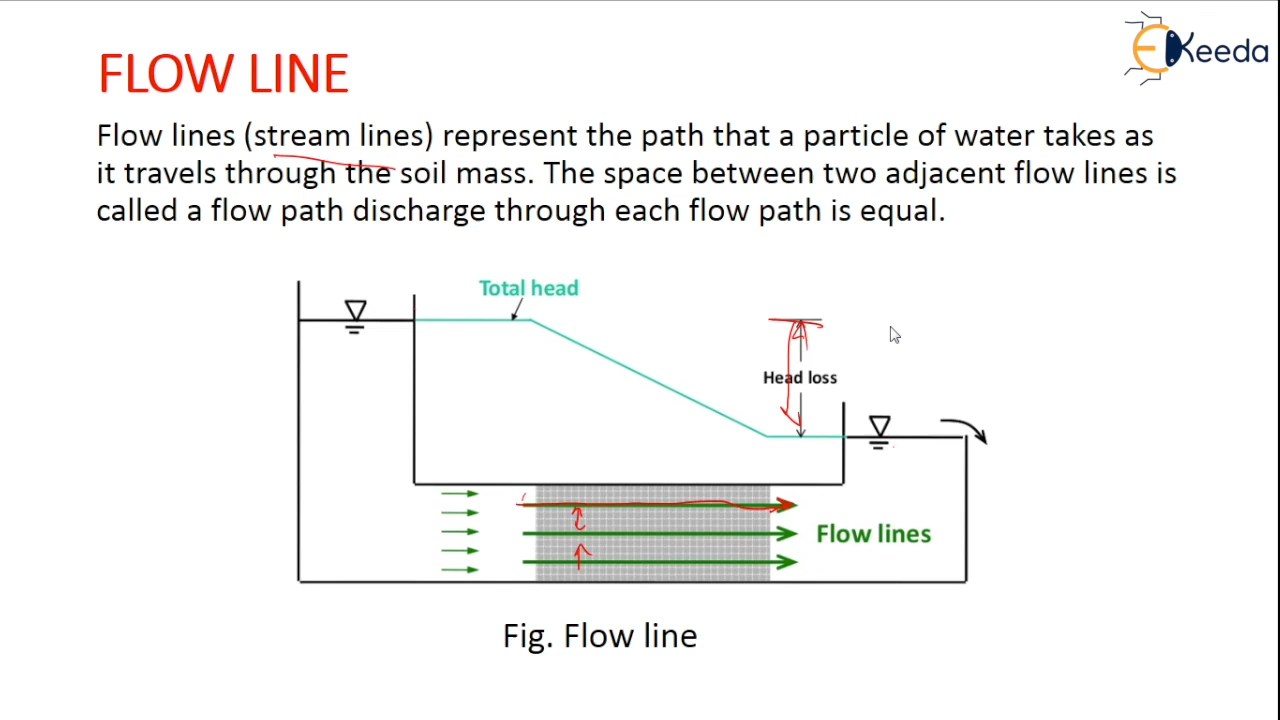 EKeeda
FLOW LINE
Flow lines (stream lines) represent the path that a particle of water takes as
it travels through the soil mass. The space between two adjacent flow lines is
called a flow path discharge through each flow path is equal.
Total head
Head loss
Flow lines
Fig. Flow line